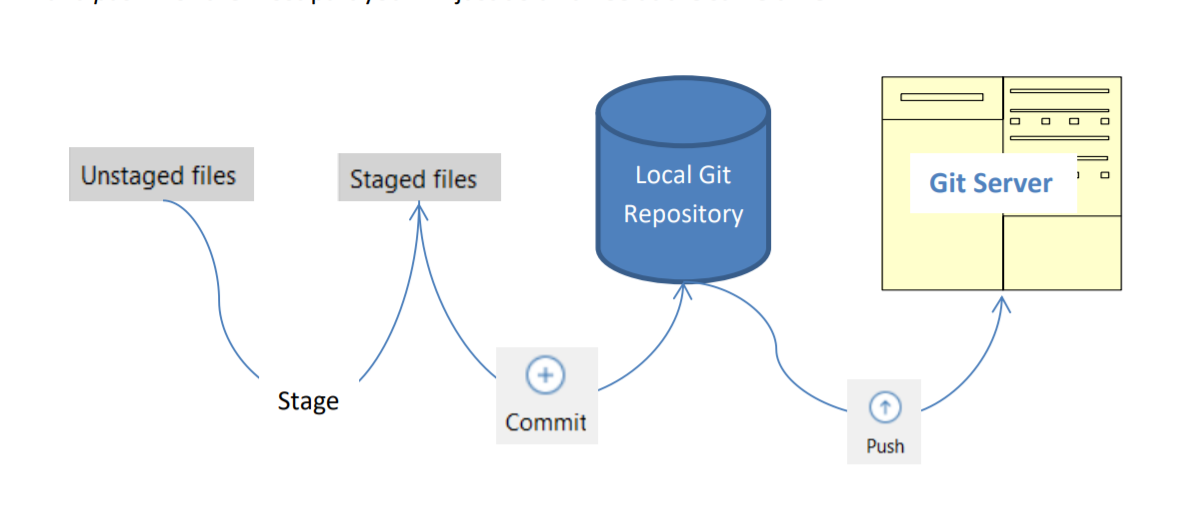 Unstaged files
Staged files
Local Git
Repository
Git Server
Stage
Commit
Push